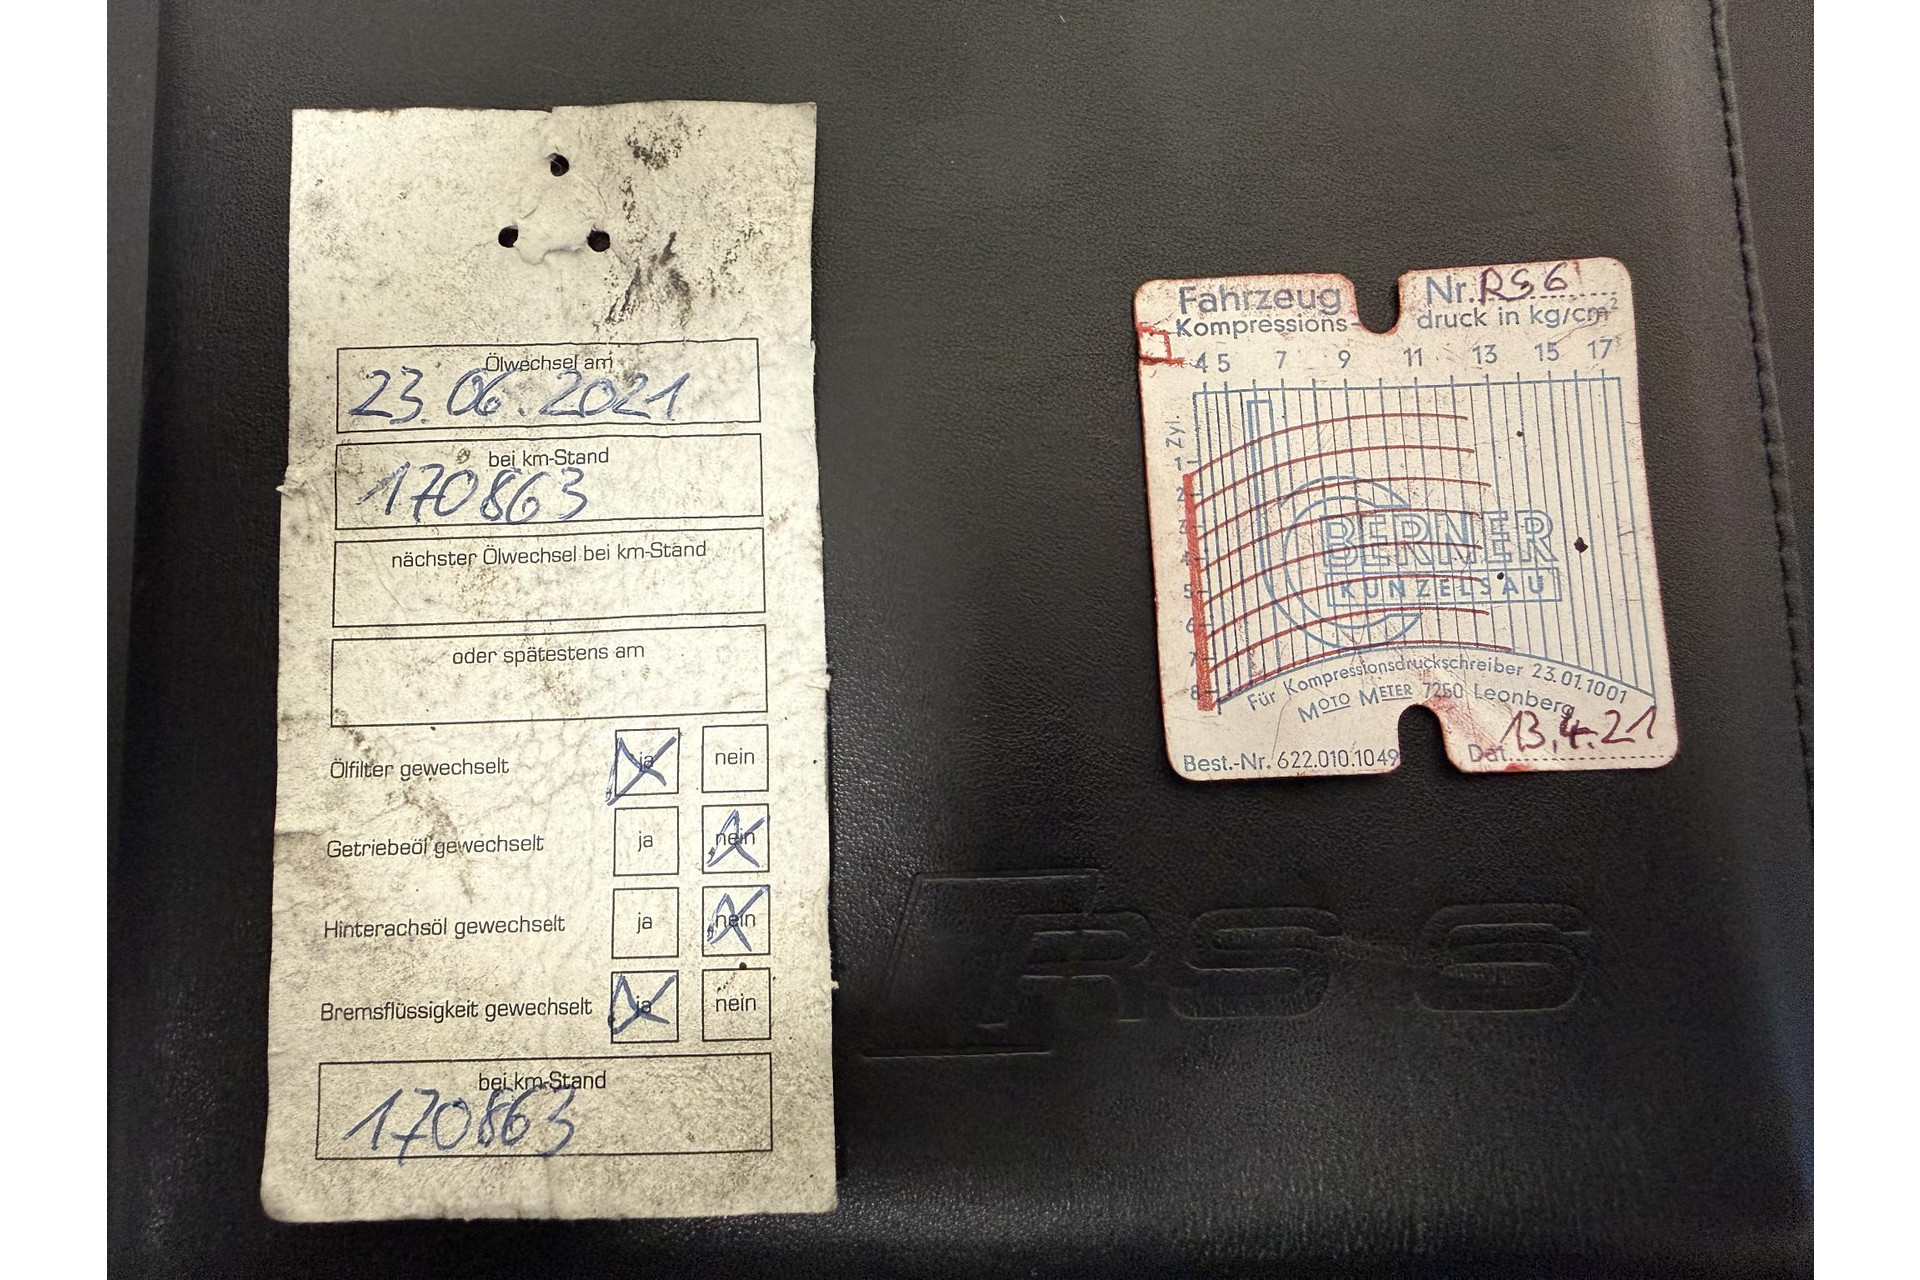 Ölwechsel am
23.06.2021
bei km-Stand
170863
nächster Ölwechsel bei km-Stand
oder spätestens am
Ölfilter gewechselt ja nein
Getriebeöl gewechselt ja nein
Hinterachsöl gewechselt ja nein
Bremsflüssigkeit gewechselt ja nein
bei km-Stand
170863
Fahrzeug Nr. RS6
Kompressions- druck in kg/cm²
4 5 7 9 11 13 15 17
Zyl.
1
2
3
4
5
6
7
8
BERNER
KÜNZELSAU
Für Kompressionsdruckschreiber 23.01.1001
MOTO METER 7250 Leonberg
Best.-Nr. 622.010.1049 Dat. 13.4.21
RS 6